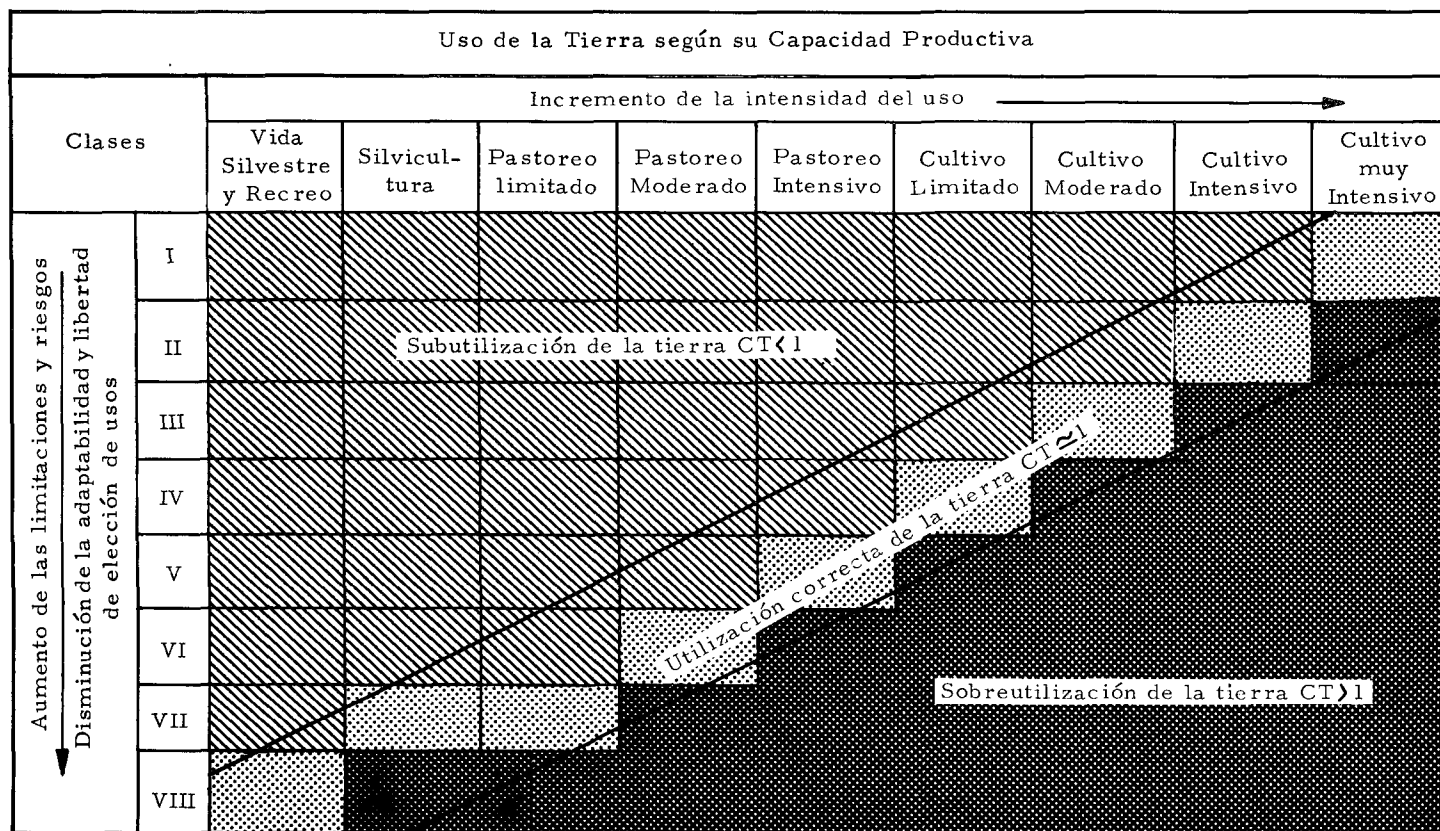 Uso de la Tierra según su Capacidad Productiva
Clases
Incremento de la intensidad del uso
Vida
Silvestre
y Recreo
Silvicul-
tura
Pastoreo
limitado
Pastoreo
Moderado
Pastoreo
Intensivo
Cultivo
Limitado
Cultivo
Moderado
Cultivo
Intensivo
Cultivo
muy
Intensivo
Aumento de las limitaciones y riesgos
Disminución de la adaptabilidad y libertad
de elección de usos
I
II
III
IV
V
VI
VII
VIII
Subutilización de la tierra CT<1
Utilización correcta de la tierra CT≃1
Sobreutilización de la tierra CT>1